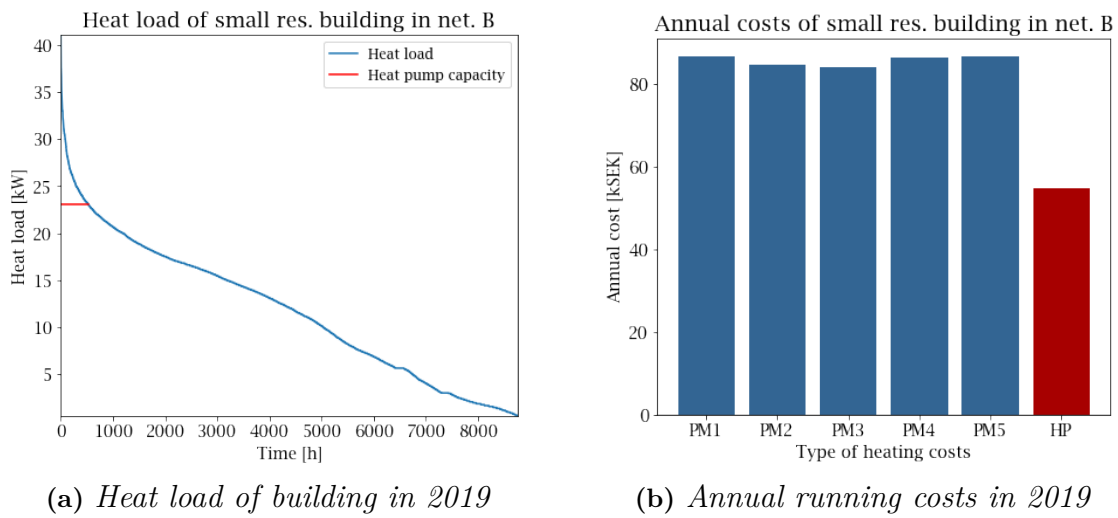 Heat load of small res. building in net. B
Heat load [kW]
40
35
30
25
20
15
10
5
Heat load
Heat pump capacity
0 1000 2000 3000 4000 5000 6000 7000 8000
Time [h]
(a) Heat load of building in 2019
Annual costs of small res. building in net. B
Annual cost [kSEK]
80
60
40
20
0
PM1 PM2 PM3 PM4 PM5 HP
Type of heating costs
(b) Annual running costs in 2019